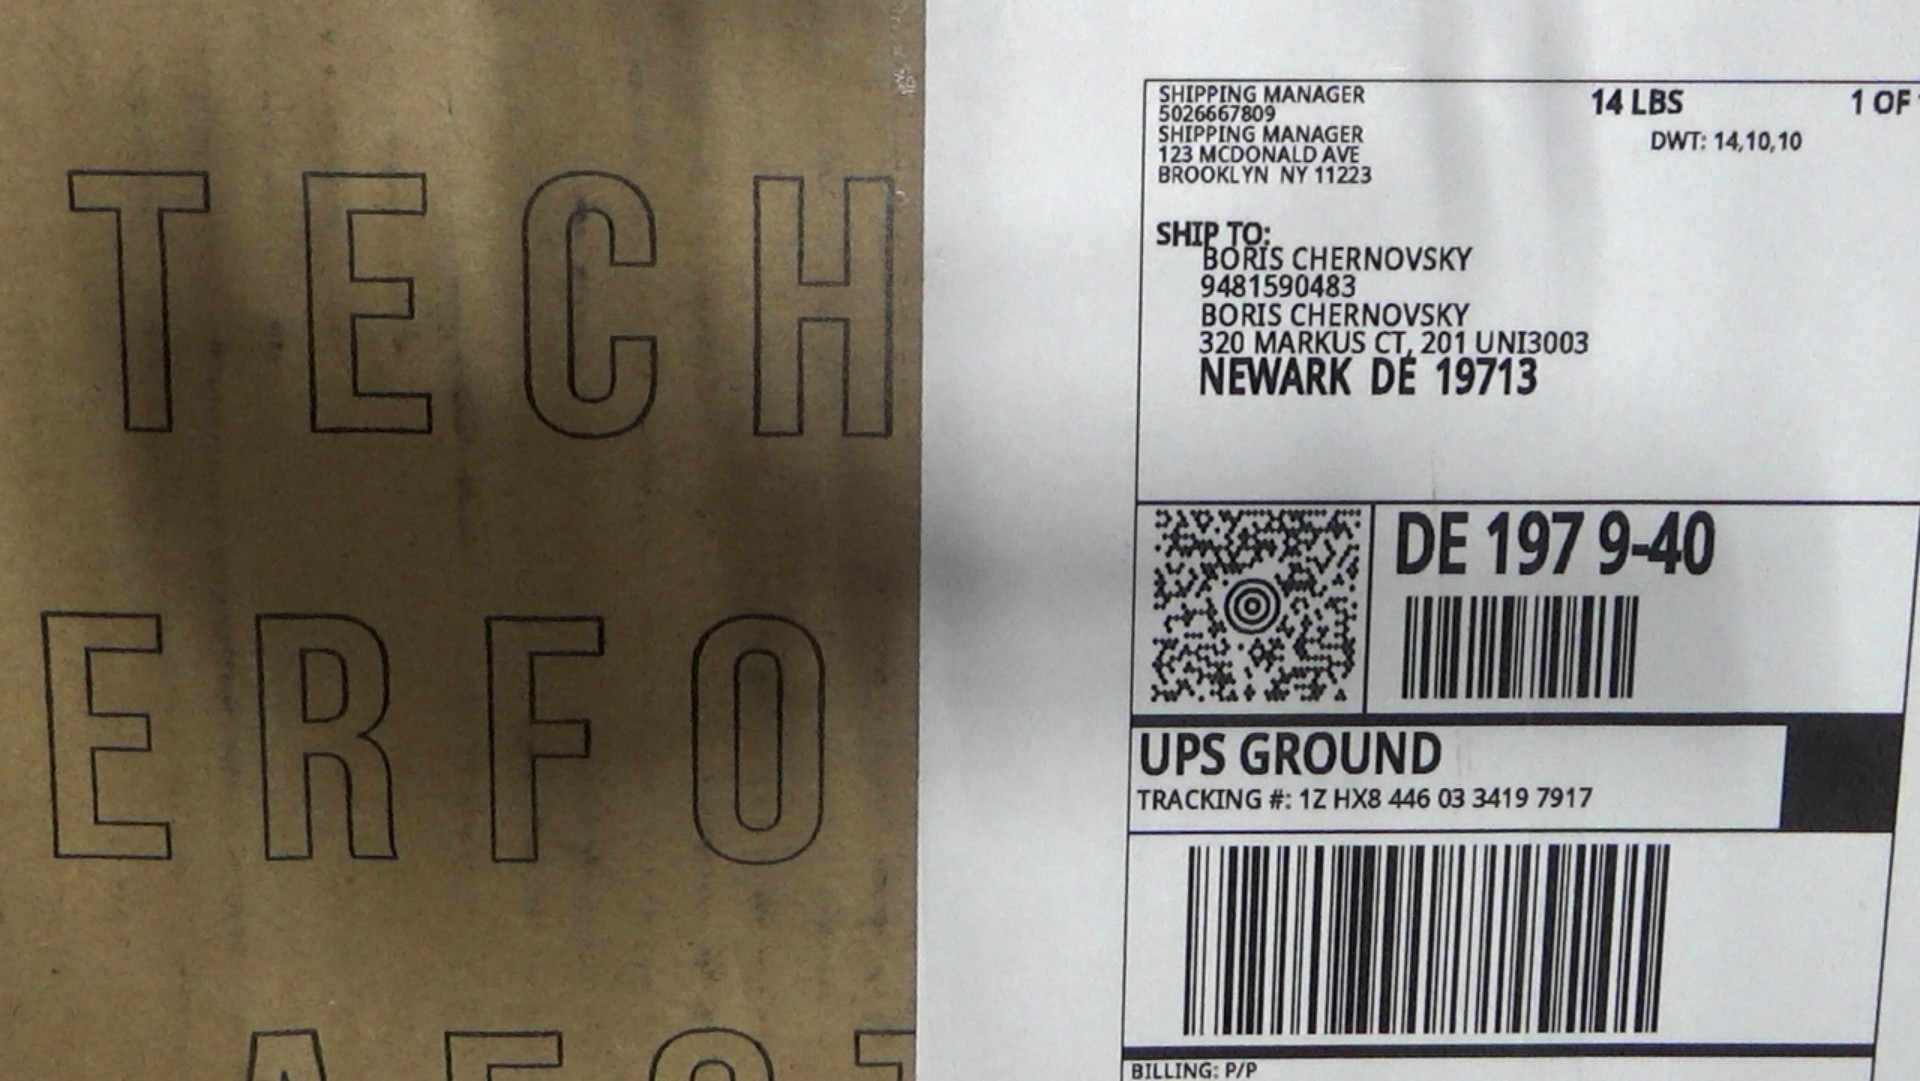 TECH
ERFO
SHIPPING MANAGER
5026667809
SHIPPING MANAGER
123 MCDONALD AVE
BROOKLYN NY 11223
14 LBS
1 OF
DWT: 14,10,10
SHIP TO:
BORIS CHERNOVSKY
9481590483
BORIS CHERNOVSKY
320 MARKUS CT, 201 UNI3003
NEWARK DE 19713
DE 197 9-40
UPS GROUND
TRACKING #: 1Z HX8 446 03 3419 7917
BILLING: P/P